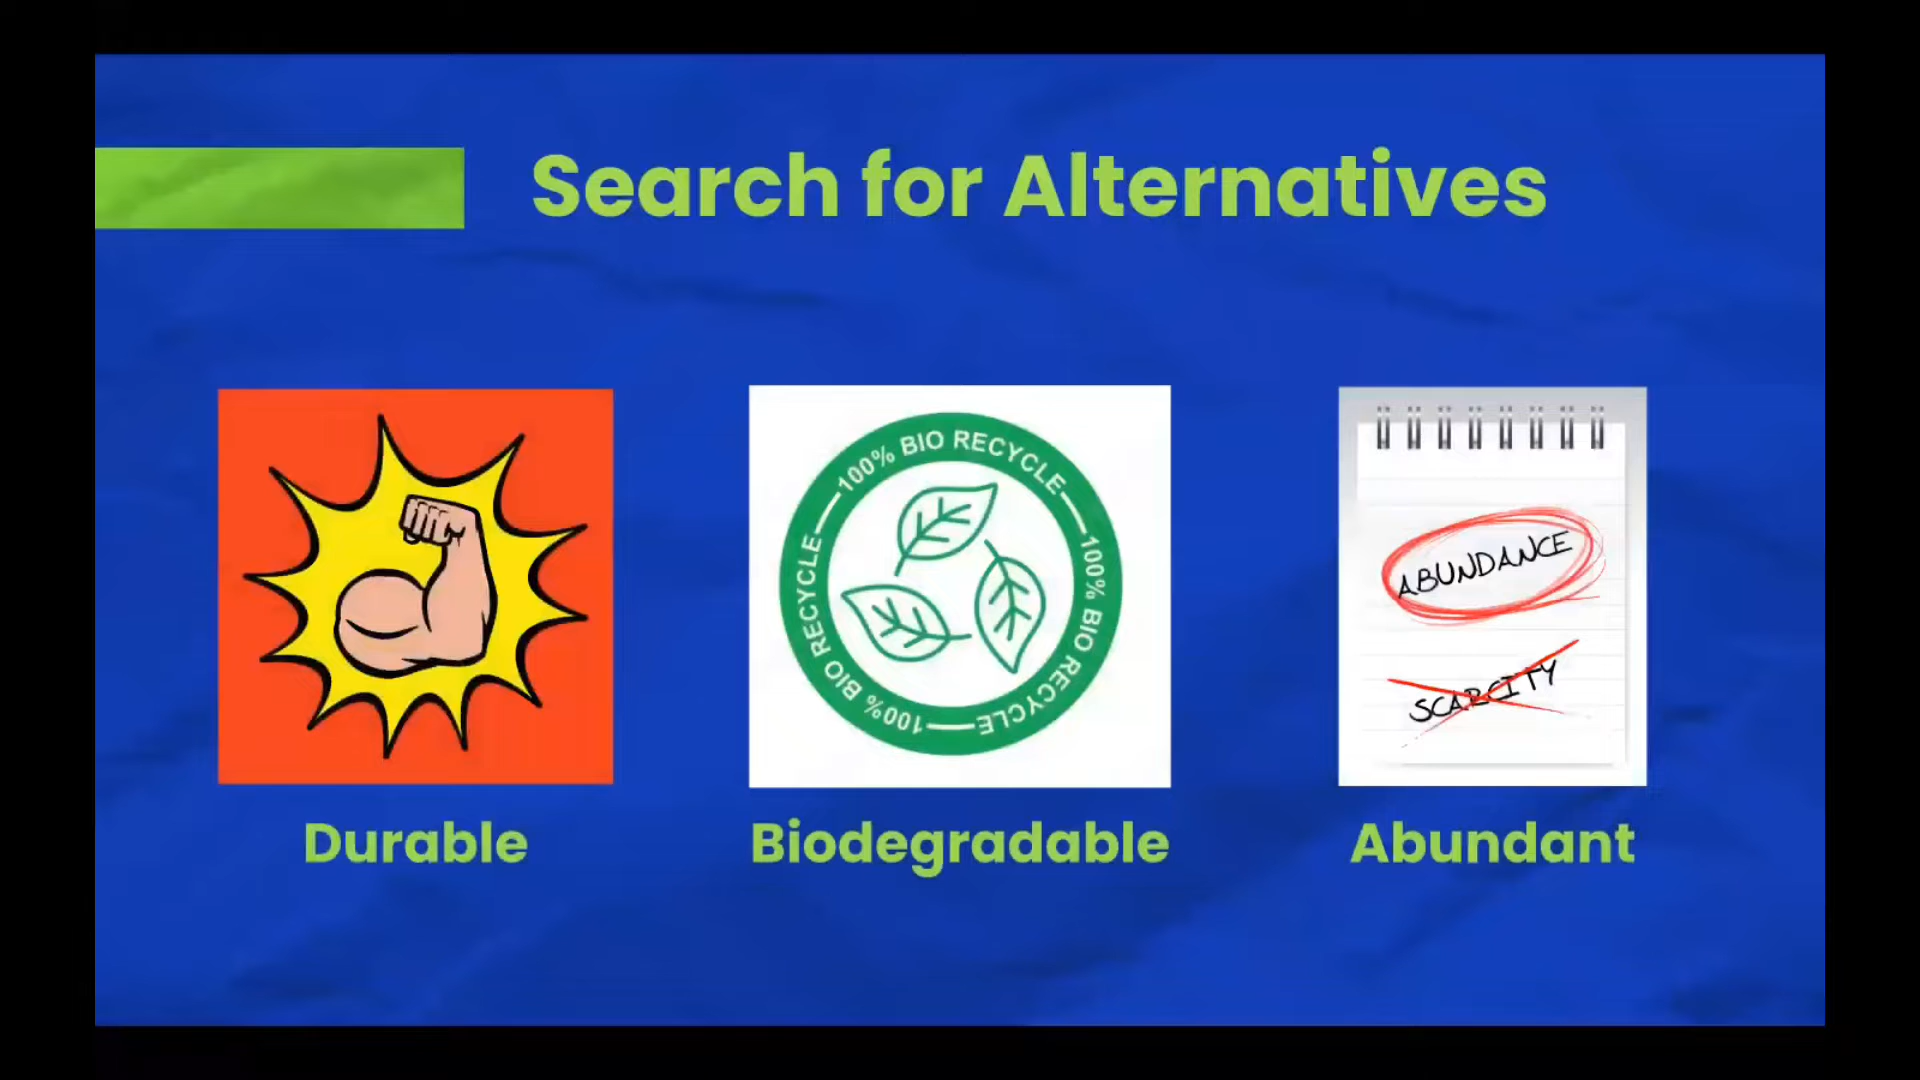 Search for Alternatives
100% BIO RECYCLE
100% BIO RECYCLE
100% BIO RECYCLE
ABUNDANCE
SCARCITY
Durable
Biodegradable
Abundant